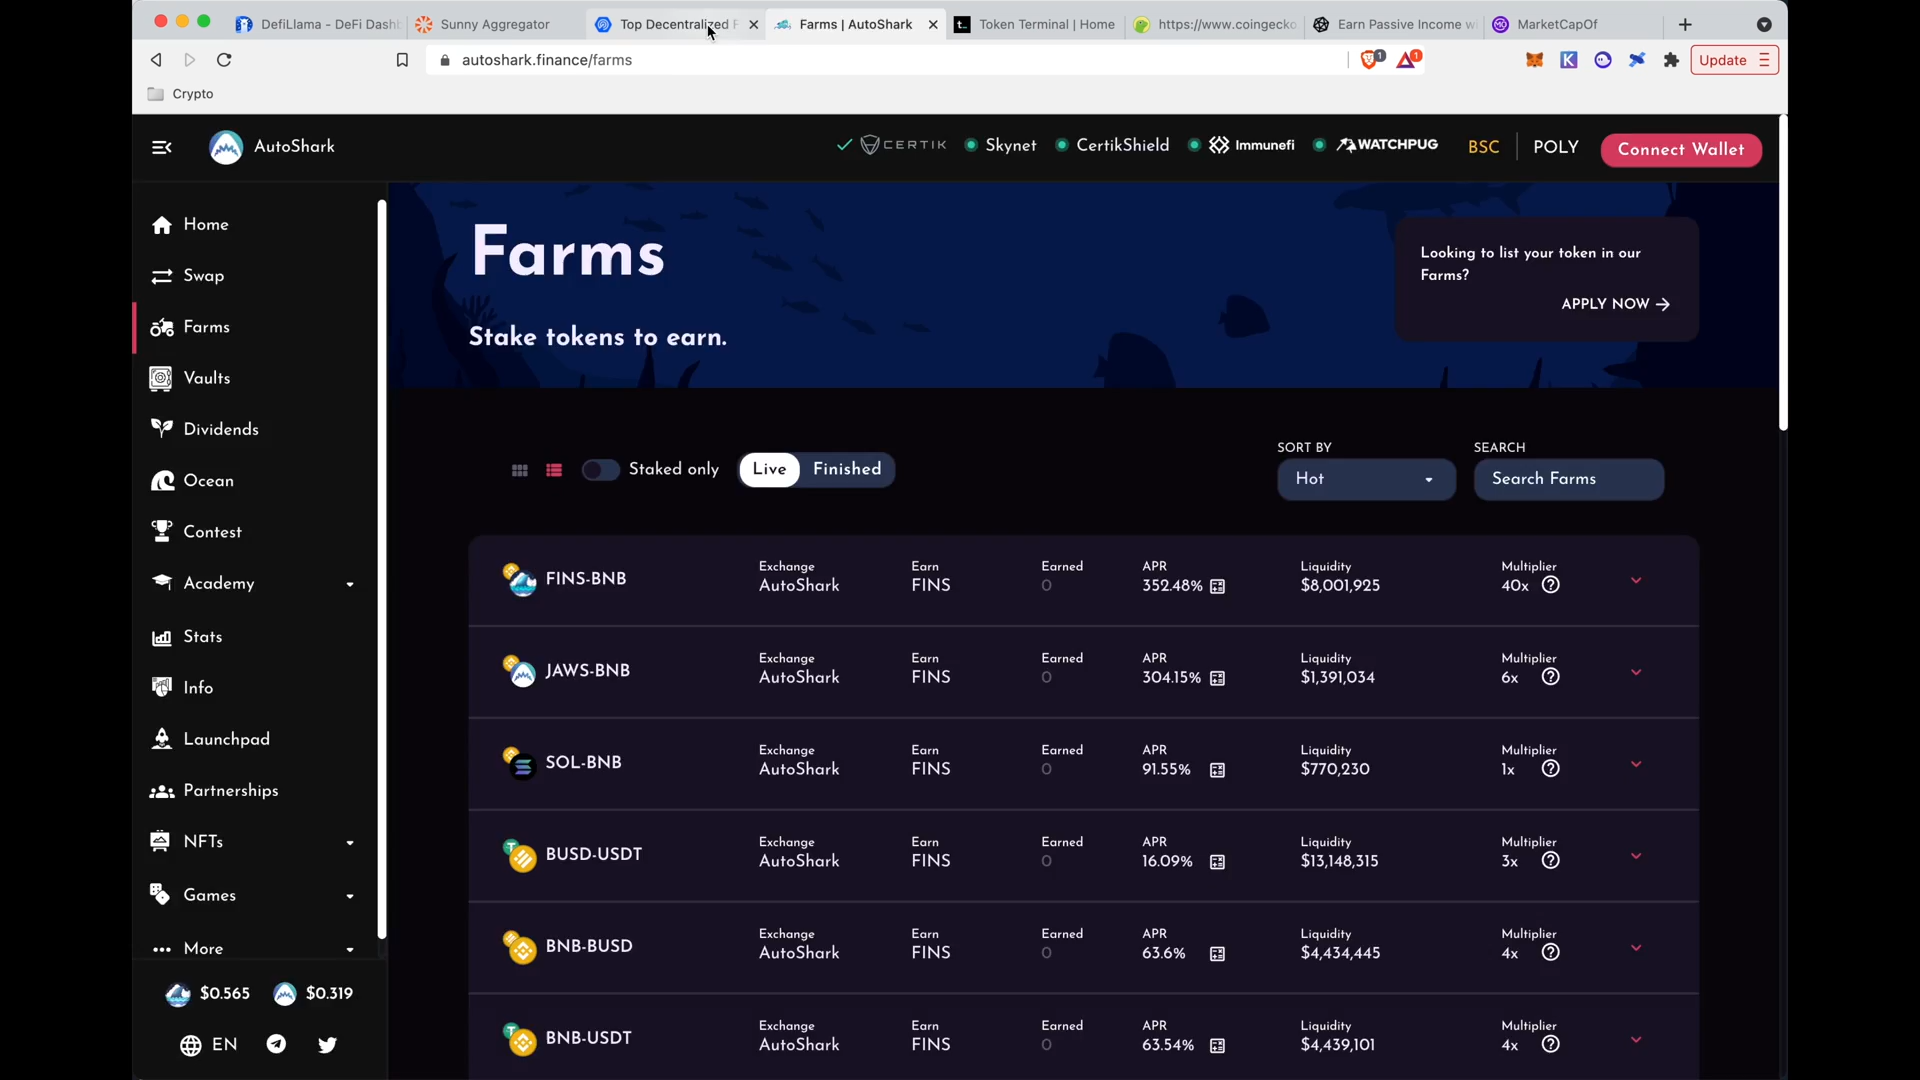 DefiLlama - DeFi Dashb
Sunny Aggregator
Top Decentralized F
Farms | AutoShark
Token Terminal | Home
https://www.coingecko
Earn Passive Income w
MarketCapOf
autoshark.finance/farms
1
1
Update
Crypto
AutoShark
CERTIK
Skynet
CertikShield
Immunefi
WATCHPUG
BSC
POLY
Connect Wallet
Home
Swap
Farms
Vaults
Dividends
Ocean
Contest
Academy
Stats
Info
Launchpad
Partnerships
NFTs
Games
More
$0.565
$0.319
EN
Farms
Stake tokens to earn.
Looking to list your token in our
Farms?
APPLY NOW
Staked only
Live
Finished
SORT BY
Hot
SEARCH
Search Farms
FINS-BNB
Exchange Earn Earned APR Liquidity Multiplier
AutoShark FINS 0 352.48% $8,001,925 40x
JAWS-BNB
Exchange Earn Earned APR Liquidity Multiplier
AutoShark FINS 0 304.15% $1,391,034 6x
SOL-BNB
Exchange Earn Earned APR Liquidity Multiplier
AutoShark FINS 0 91.55% $770,230 1x
BUSD-USDT
Exchange Earn Earned APR Liquidity Multiplier
AutoShark FINS 0 16.09% $13,148,315 3x
BNB-BUSD
Exchange Earn Earned APR Liquidity Multiplier
AutoShark FINS 0 63.6% $4,434,445 4x
BNB-USDT
Exchange Earn Earned APR Liquidity Multiplier
AutoShark FINS 0 63.54% $4,439,101 4x